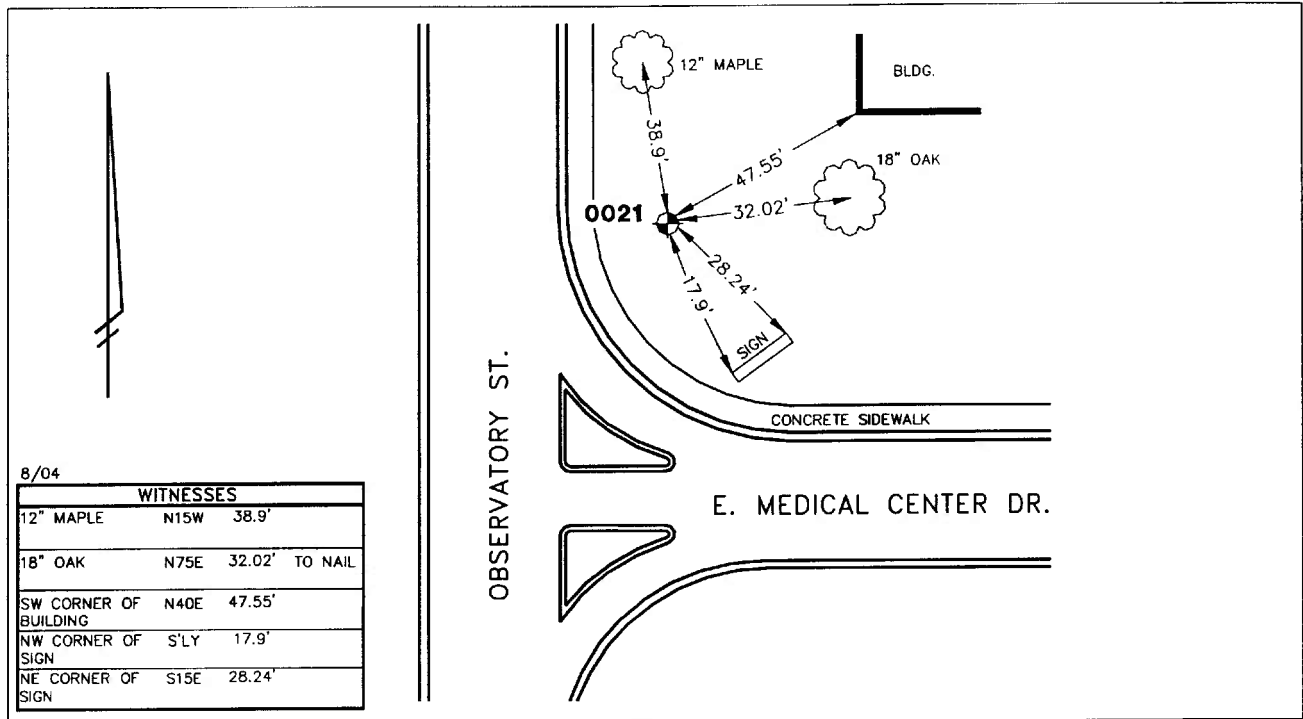 12" MAPLE
BLDG.
38.9'
47.55'
18" OAK
0021
32.02'
28.24'
17.9'
SIGN
OBSERVATORY ST.
CONCRETE SIDEWALK
E. MEDICAL CENTER DR.
8/04
WITNESSES
12" MAPLE N15W 38.9'
18" OAK N75E 32.02' TO NAIL
SW CORNER OF N40E 47.55'
BUILDING
NW CORNER OF S'LY 17.9'
SIGN
NE CORNER OF S15E 28.24'
SIGN